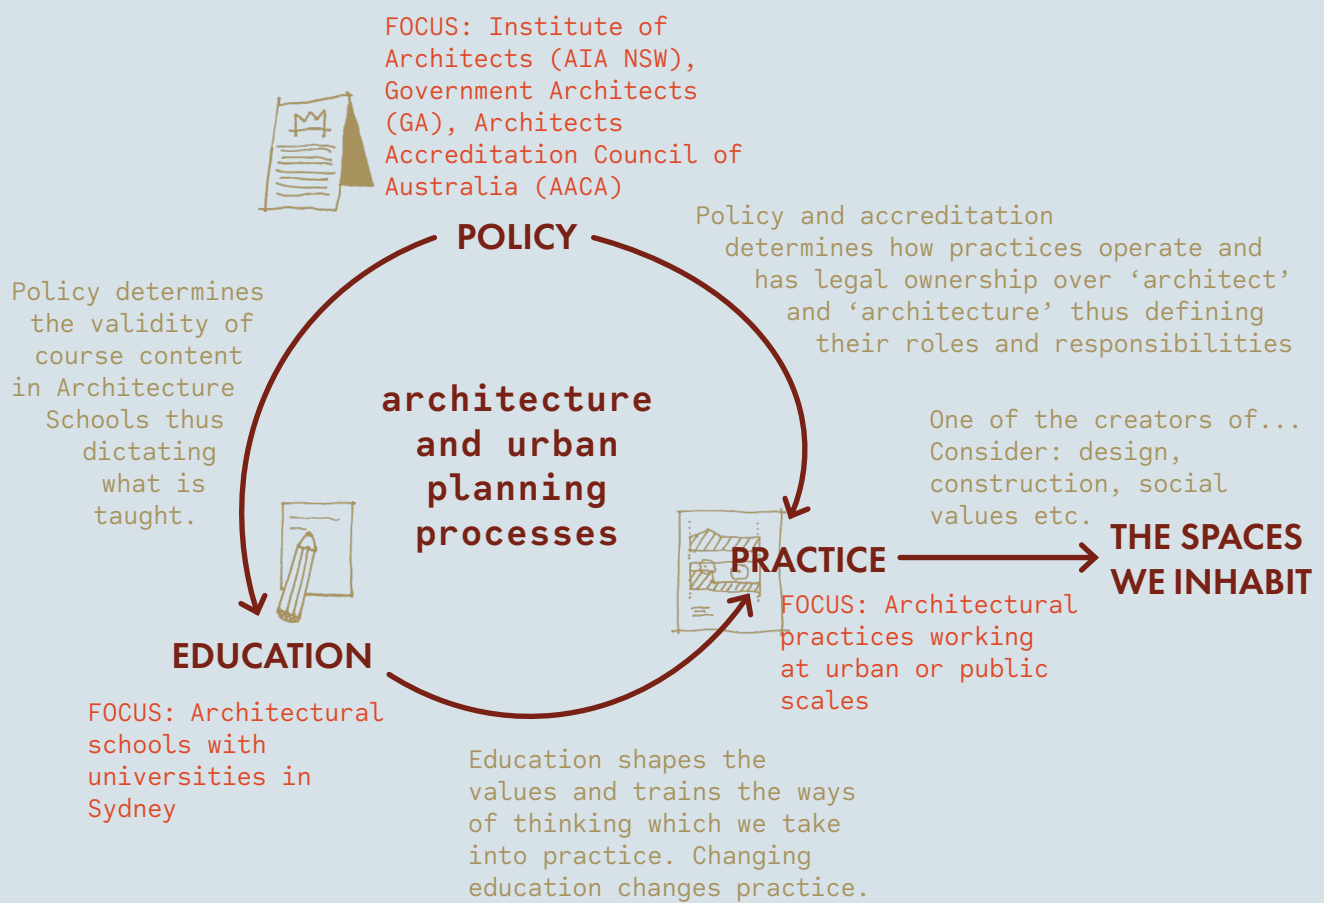 FOCUS: Institute of
Architects (AIA NSW),
Government Architects
(GA), Architects
Accreditation Council of
Australia (AACA)
POLICY
Policy and accreditation
determines how practices operate and
has legal ownership over ‘architect’
and ‘architecture’ thus defining
their roles and responsibilities
Policy determines
the validity of
course content
in Architecture
Schools thus
dictating
what is
taught.
architecture
and urban
planning
processes
One of the creators of...
Consider: design,
construction, social
values etc.
THE SPACES
WE INHABIT
PRACTICE
FOCUS: Architectural
practices working
at urban or public
scales
EDUCATION
FOCUS: Architectural
schools with
universities in
Sydney
Education shapes the
values and trains the ways
of thinking which we take
into practice. Changing
education changes practice.